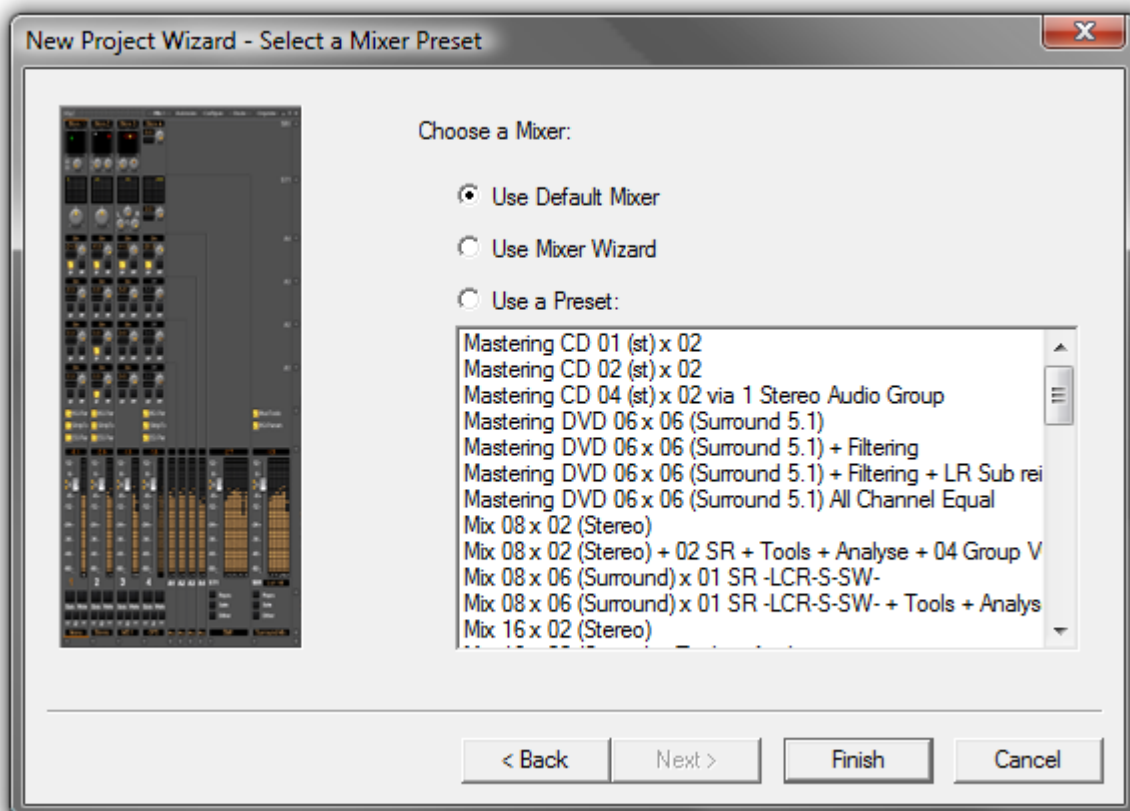 New Project Wizard - Select a Mixer Preset
Choose a Mixer:
Use Default Mixer
Use Mixer Wizard
Use a Preset:
Mastering CD 01 (st) x 02
Mastering CD 02 (st) x 02
Mastering CD 04 (st) x 02 via 1 Stereo Audio Group
Mastering DVD 06 x 06 (Surround 5.1)
Mastering DVD 06 x 06 (Surround 5.1) + Filtering
Mastering DVD 06 x 06 (Surround 5.1) + Filtering + LR Sub rei
Mastering DVD 06 x 06 (Surround 5.1) All Channel Equal
Mix 08 x 02 (Stereo)
Mix 08 x 02 (Stereo) + 02 SR + Tools + Analyse + 04 Group V
Mix 08 x 06 (Surround) x 01 SR -LCR-S-SW-
Mix 08 x 06 (Surround) x 01 SR -LCR-S-SW- + Tools + Analys
Mix 16 x 02 (Stereo)
< Back
Next >
Finish
Cancel